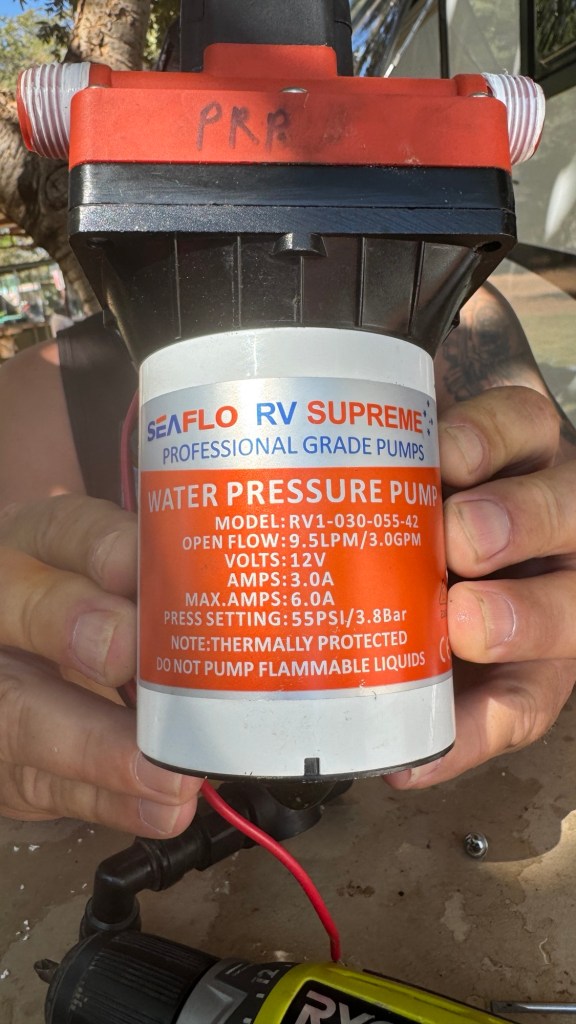 PRP.
SEAFLO RV SUPREME
PROFESSIONAL GRADE PUMPS
WATER PRESSURE PUMP
MODEL:RV1-030-055-42
OPEN FLOW:9.5LPM/3.0GPM
VOLTS:12V
AMPS:3.0A
MAX.AMPS:6.0A
PRESS SETTING:55PSI/3.8Bar
NOTE:THERMALLY PROTECTED
DO NOT PUMP FLAMMABLE LIQUIDS
12